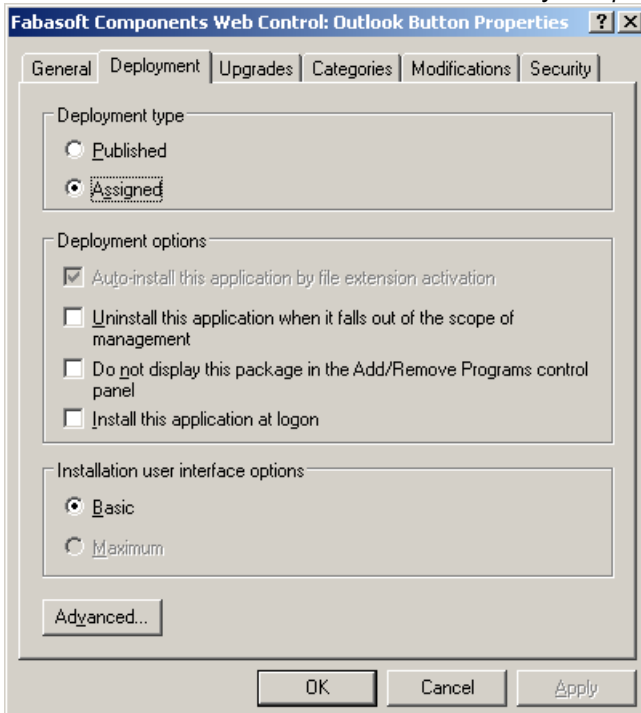 Fabasoft Components Web Control: Outlook Button Properties
General Deployment Upgrades Categories Modifications Security
Deployment type
Published
Assigned
Deployment options
Auto-install this application by file extension activation
Uninstall this application when it falls out of the scope of
management
Do not display this package in the Add/Remove Programs control
panel
Install this application at logon
Installation user interface options
Basic
Maximum
Advanced...
OK Cancel Apply